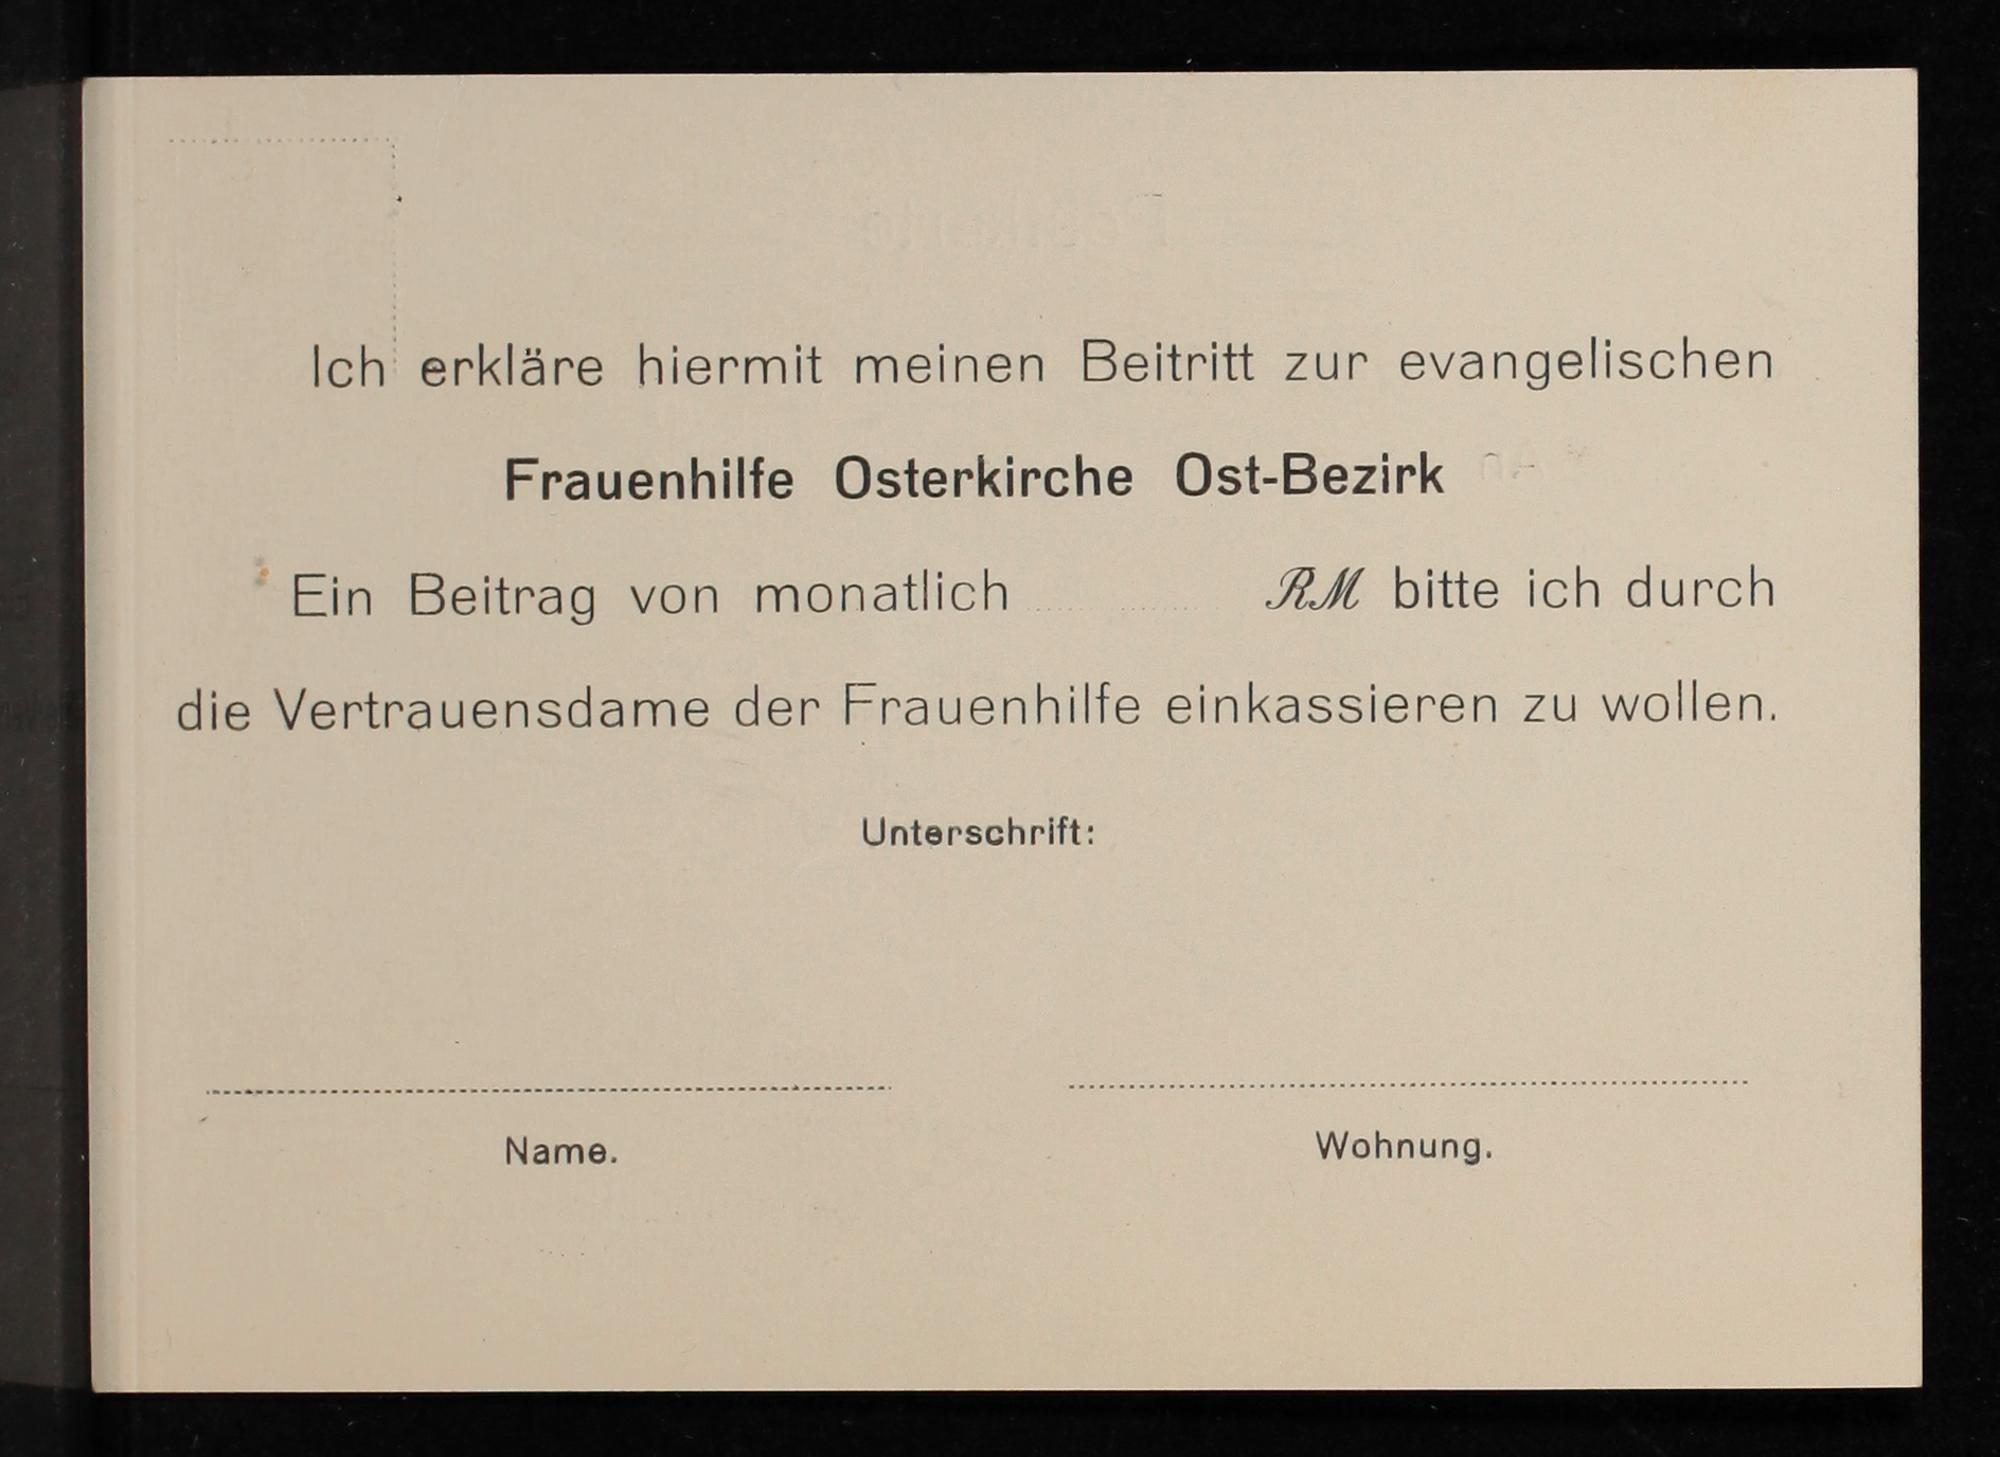 Ich erkläre hiermit meinen Beitritt zur evangelischen
Frauenhilfe Osterkirche Ost-Bezirk
Ein Beitrag von monatlich RM bitte ich durch
die Vertrauensdame der Frauenhilfe einkassieren zu wollen.
Unterschrift:
Name. Wohnung.